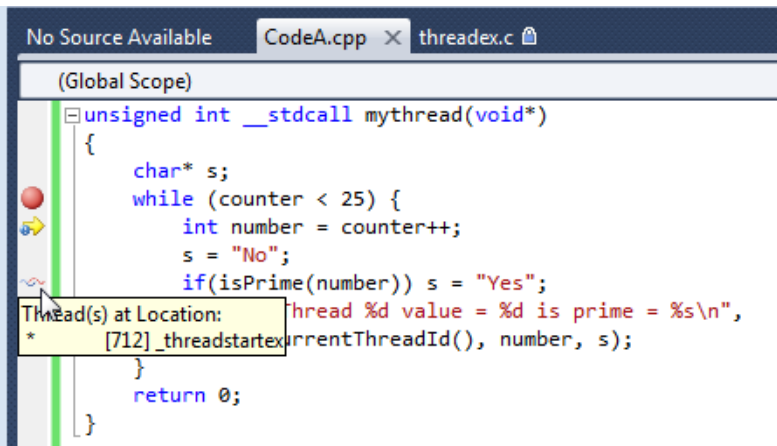 No Source Available CodeA.cpp threadex.c
(Global Scope)
unsigned int __stdcall mythread(void*)
{
char* s;
while (counter < 25) {
int number = counter++;
s = "No";
if(isPrime(number)) s = "Yes";
Thread(s) at Location: Thread %d value = %d is prime = %s\n",
* [712] _threadstartex urrentThreadId(), number, s);
}
return 0;
}